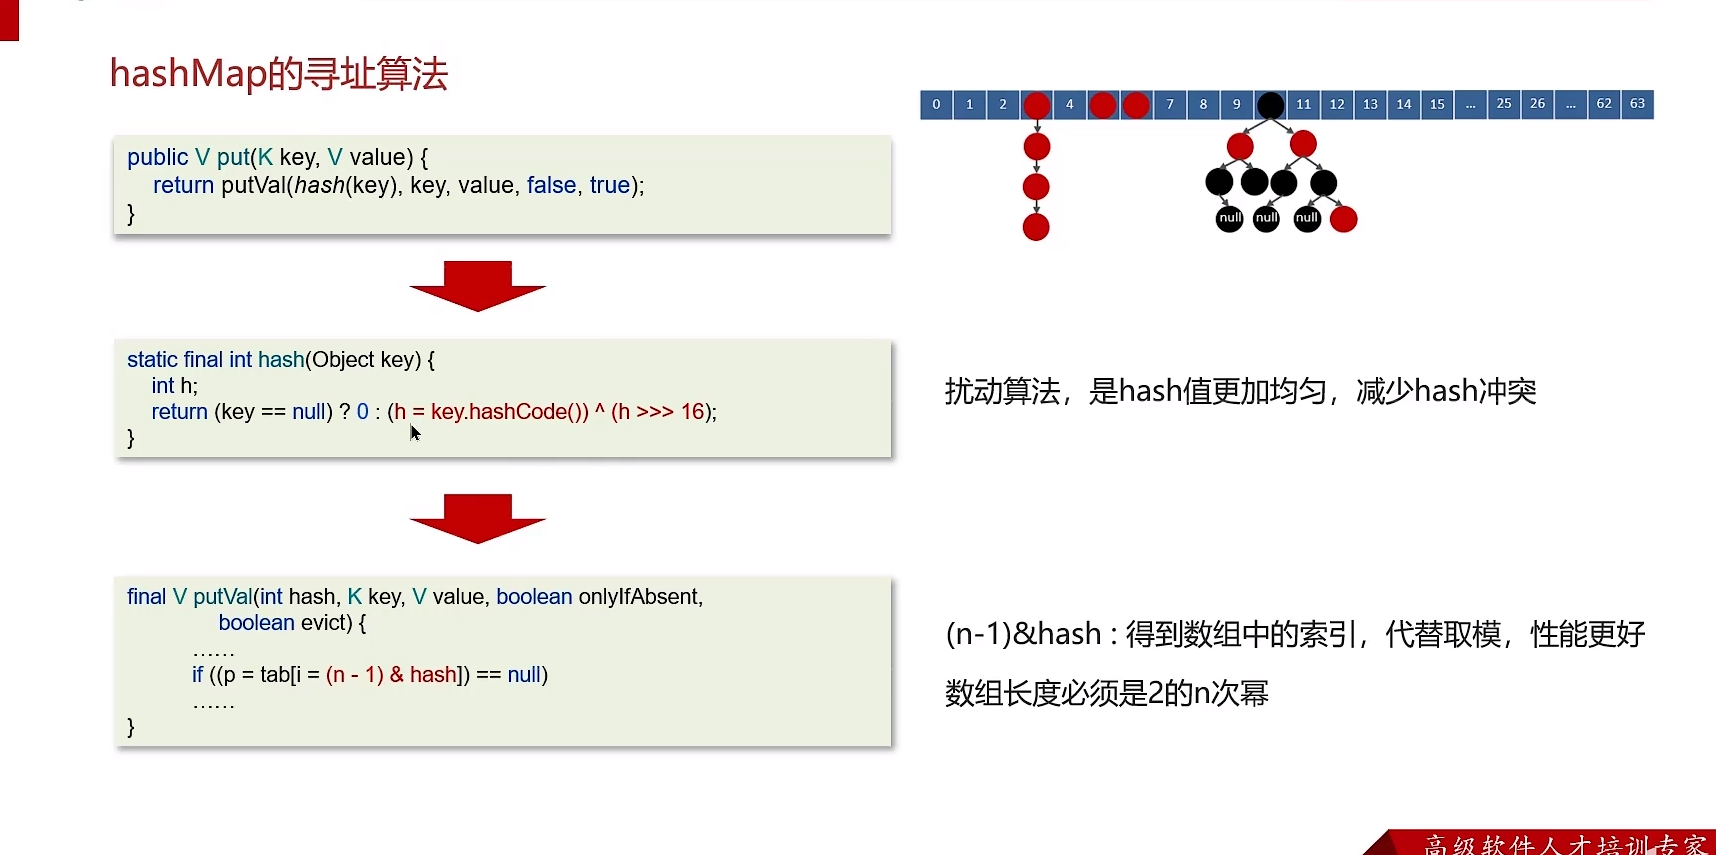 hashMap的寻址算法
public V put(K key, V value) {
return putVal(hash(key), key, value, false, true);
}
static final int hash(Object key) {
int h;
return (key == null) ? 0 : (h = key.hashCode()) ^ (h >>> 16);
}
final V putVal(int hash, K key, V value, boolean onlyIfAbsent,
boolean evict) {
……
if ((p = tab[i = (n - 1) & hash]) == null)
……
}
0 1 2 4 7 8 9 11 12 13 14 15 ... 25 26 ... 62 63
null null null
扰动算法，是hash值更加均匀，减少hash冲突
(n-1)&hash : 得到数组中的索引，代替取模，性能更好
数组长度必须是2的n次幂
高级软件人才培训专家